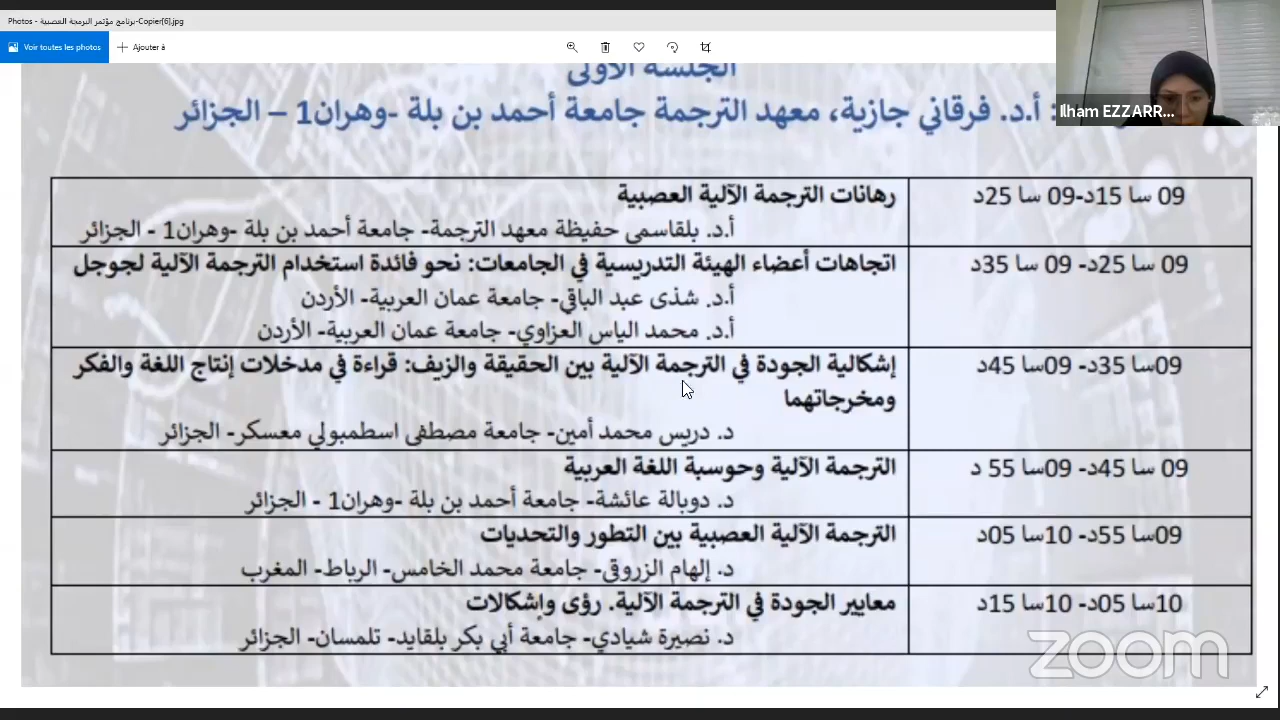 Photos - برنامج مؤتمر البرمجة العصبية-Copier[6].jpg
Voir toutes les photos
Ajouter à
Ilham EZZARR...
الجلسة الأولى
: أ.د. فرقاني جازية، معهد الترجمة جامعة أحمد بن بلة -وهران1 – الجزائر
09 سا 15د-09 سا 25د
رهانات الترجمة الآلية العصبية
أ.د. بلقاسمي حفيظة معهد الترجمة- جامعة أحمد بن بلة -وهران1 - الجزائر
09 سا 25د- 09 سا 35د
اتجاهات أعضاء الهيئة التدريسية في الجامعات: نحو فائدة استخدام الترجمة الآلية لجوجل
أ.د. شذى عبد الباقي- جامعة عمان العربية- الأردن
أ.د. محمد الياس العزاوي- جامعة عمان العربية- الأردن
09سا 35د- 09سا 45د
إشكالية الجودة في الترجمة الآلية بين الحقيقة والزيف: قراءة في مدخلات إنتاج اللغة والفكر
ومخرجاتهما
د. دريس محمد أمين- جامعة مصطفى اسطمبولي معسكر- الجزائر
09 سا 45د- 09سا 55 د
الترجمة الآلية وحوسبة اللغة العربية
د. دوبالة عائشة- جامعة أحمد بن بلة -وهران1 - الجزائر
09سا 55د- 10سا 05د
الترجمة الآلية العصبية بين التطور والتحديات
د. إلهام الزروقي- جامعة محمد الخامس- الرباط- المغرب
10سا 05د- 10سا 15د
معايير الجودة في الترجمة الآلية. رؤى وإشكالات
د. نصيرة شيادي- جامعة أبي بكر بلقايد- تلمسان- الجزائر
zoom